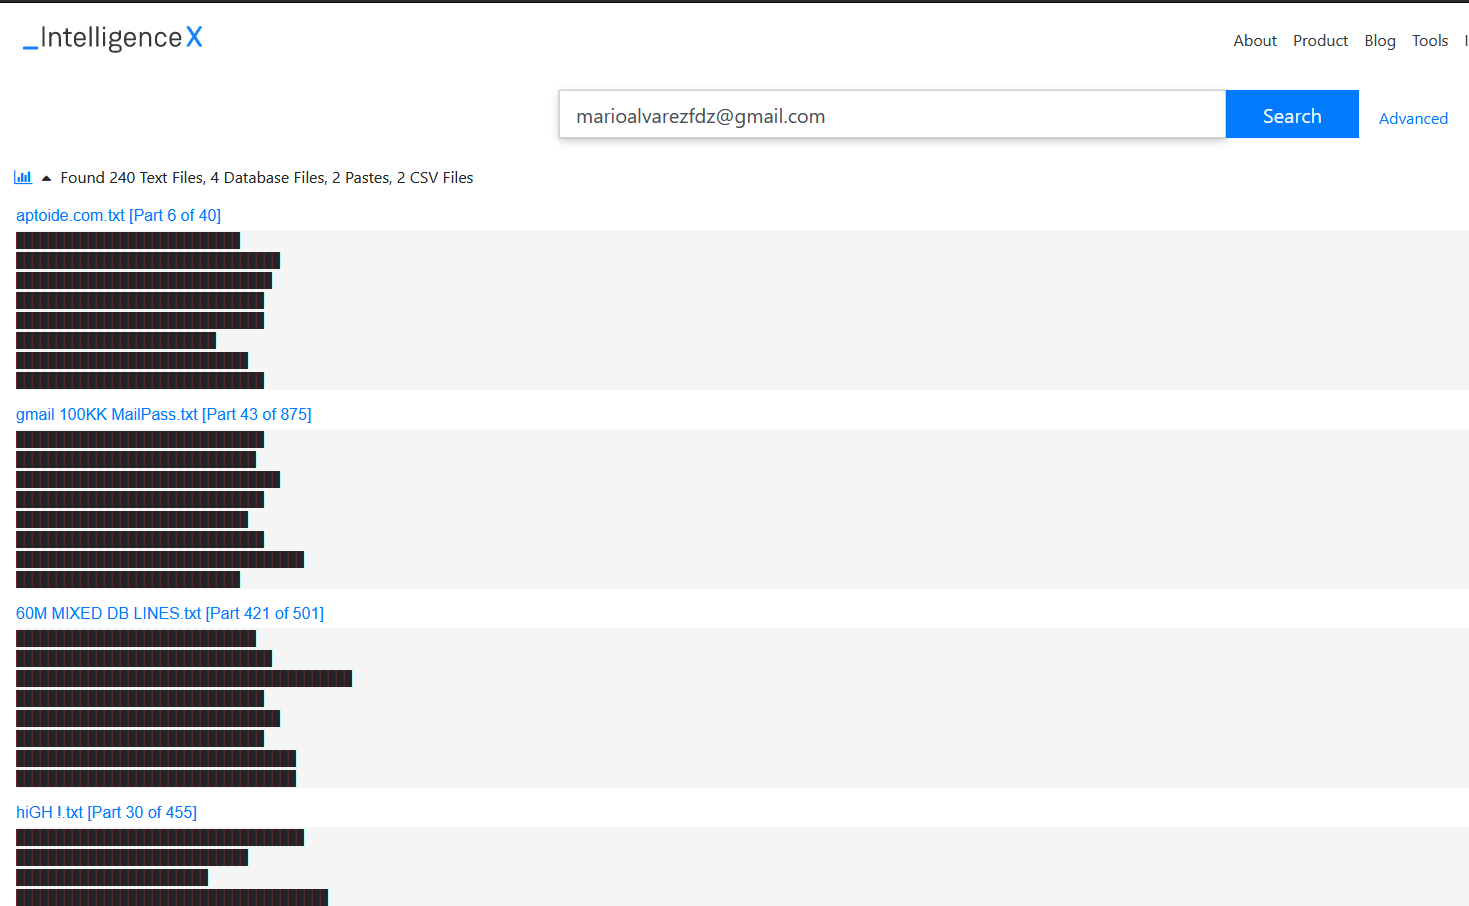 _IntelligenceX
About Product Blog Tools
marioalvarezfdz@gmail.com Search Advanced
Found 240 Text Files, 4 Database Files, 2 Pastes, 2 CSV Files
aptoide.com.txt [Part 6 of 40]
gmail 100KK MailPass.txt [Part 43 of 875]
60M MIXED DB LINES.txt [Part 421 of 501]
hiGH !.txt [Part 30 of 455]